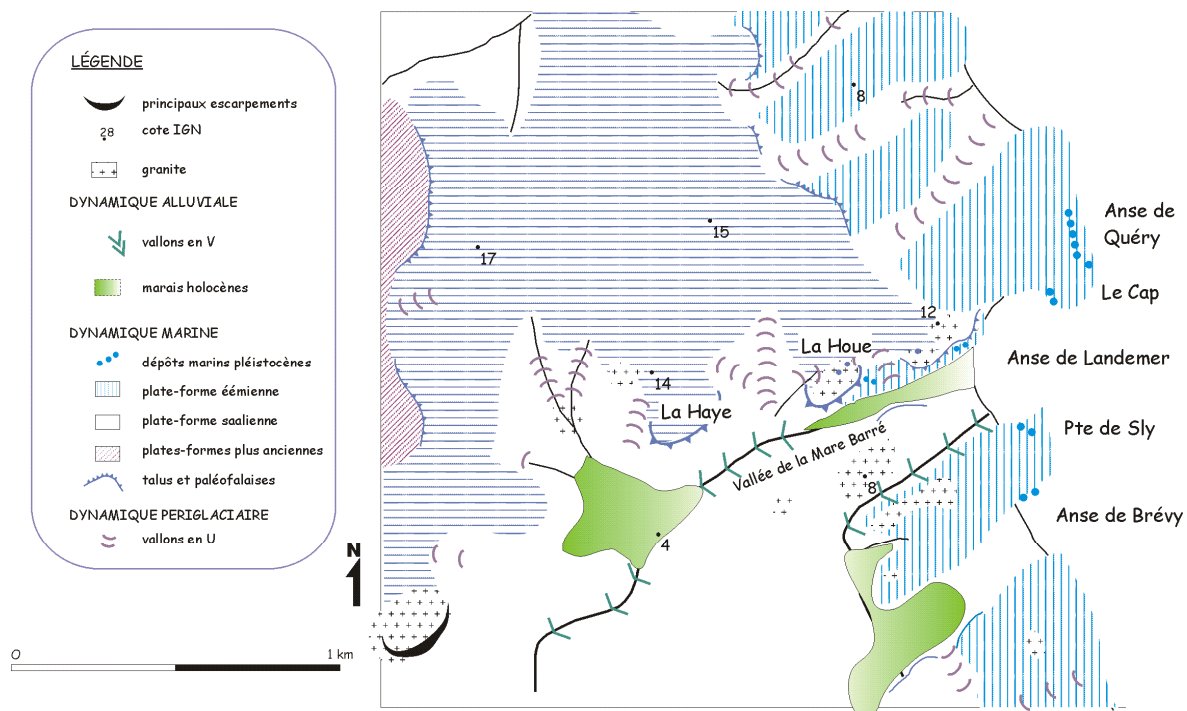 LÉGENDE
principaux escarpements
28
cote IGN
granite
DYNAMIQUE ALLUVIALE
vallons en V
marais holocènes
DYNAMIQUE MARINE
dépôts marins pléistocènes
plate-forme éémienne
plate-forme saalienne
plates-formes plus anciennes
talus et paléofalaises
DYNAMIQUE PERIGLACIAIRE
vallons en U
N
O
1 km
8
15
17
Anse de
Quéry
Le Cap
12
La Houe
Anse de Landemer
14
La Haye
Pte de Sly
Vallée de la Mare Barré
8
Anse de Brévy
4